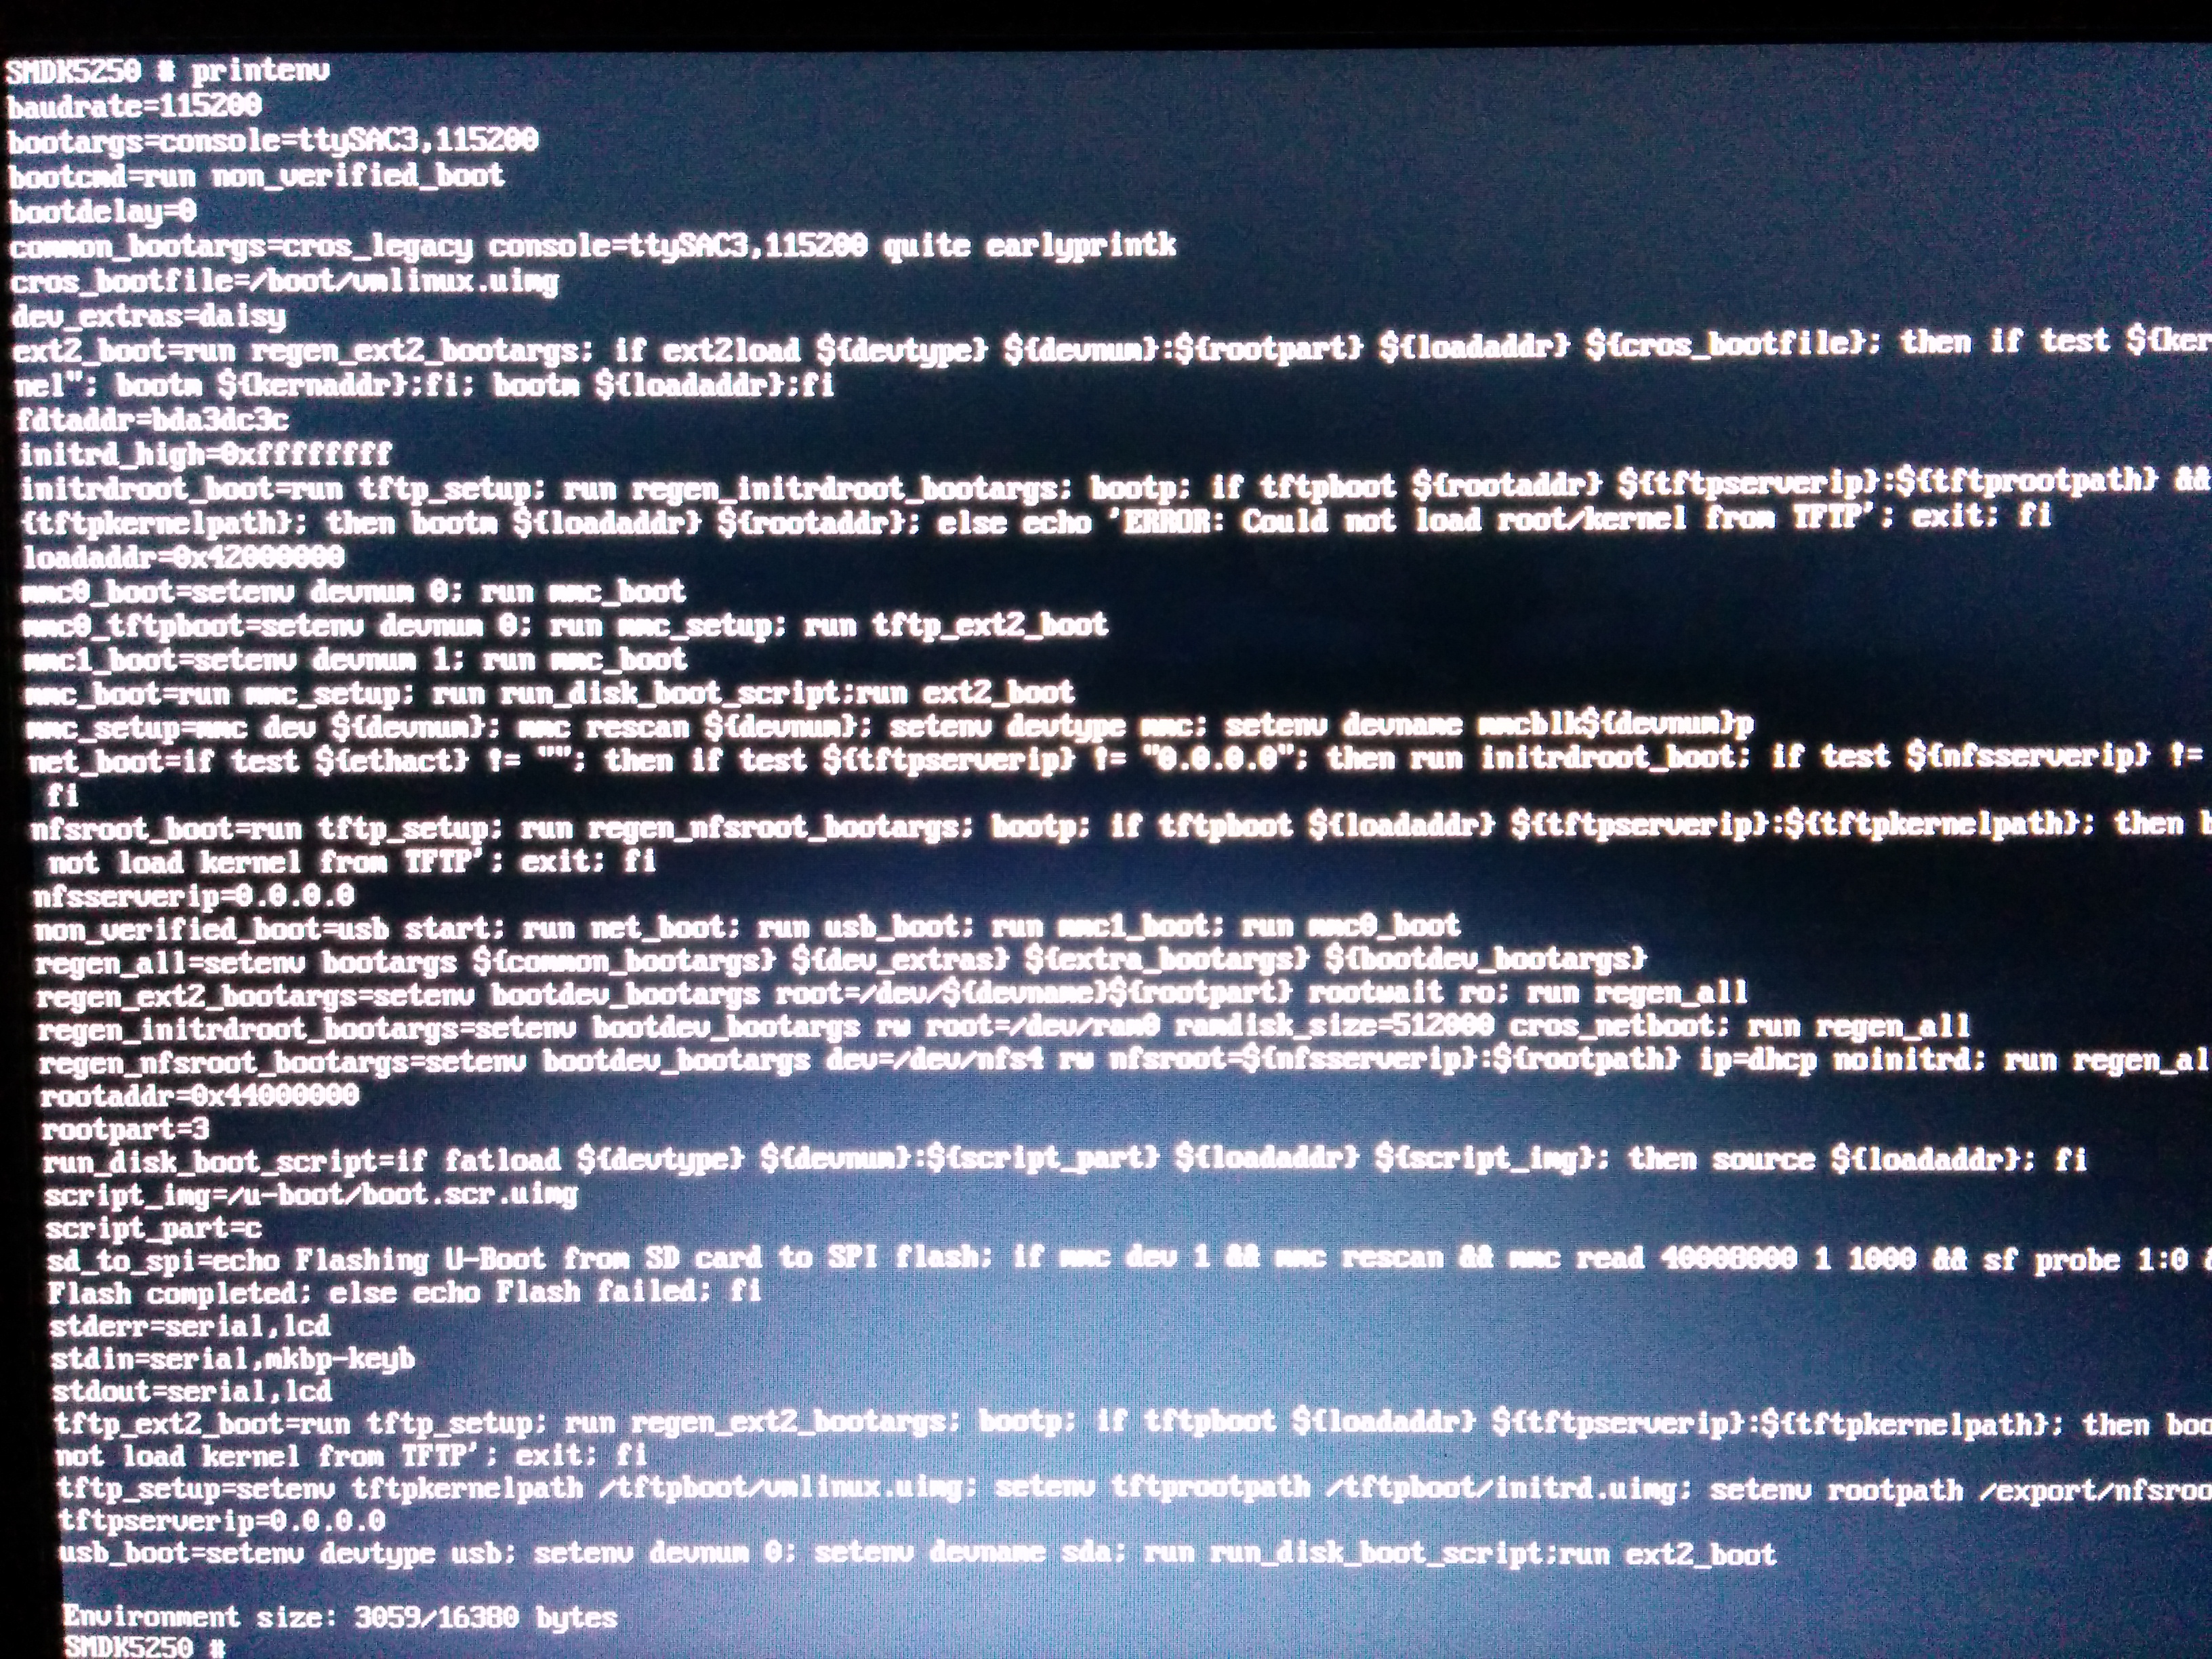 SMDK5250 # printenv
baudrate=115200
bootargs=console=ttySAC3,115200
bootcmd=run non_verified_boot
bootdelay=0
common_bootargs=cros_legacy console=ttySAC3,115200 quite earlyprintk
cros_bootfile=/boot/vmlinux.uimg
dev_extras=daisy
ext2_boot=run regen_ext2_bootargs; if ext2load ${devtype} ${devnum}:${rootpart} ${loadaddr} ${cros_bootfile}; then if test ${ker
nel"; bootm ${kernaddr};fi; bootm ${loadaddr};fi
fdtaddr=bda3dc3c
initrd_high=0xffffffff
initrdroot_boot=run tftp_setup; run regen_initrdroot_bootargs; bootp; if tftpboot ${rootaddr} ${tftpserverip}:${tftprootpath} &&
{tftpkernelpath}; then bootm ${loadaddr} ${rootaddr}; else echo 'ERROR: Could not load root/kernel from TFTP'; exit; fi
loadaddr=0x42000000
mmc0_boot=setenv devnum 0; run mmc_boot
mmc0_tftpboot=setenv devnum 0; run mmc_setup; run tftp_ext2_boot
mmc1_boot=setenv devnum 1; run mmc_boot
mmc_boot=run mmc_setup; run run_disk_boot_script;run ext2_boot
mmc_setup=mmc dev ${devnum}; mmc rescan ${devnum}; setenv devtype mmc; setenv devname mmcblk${devnum}p
net_boot=if test ${ethact} != ""; then if test ${tftpserverip} != "0.0.0.0"; then run initrdroot_boot; if test ${nfsserverip} !=
fi
nfsroot_boot=run tftp_setup; run regen_nfsroot_bootargs; bootp; if tftpboot ${loadaddr} ${tftpserverip}:${tftpkernelpath}; then b
not load kernel from TFTP'; exit; fi
nfsserverip=0.0.0.0
non_verified_boot=usb start; run net_boot; run usb_boot; run mmc1_boot; run mmc0_boot
regen_all=setenv bootargs ${common_bootargs} ${dev_extras} ${extra_bootargs} ${bootdev_bootargs}
regen_ext2_bootargs=setenv bootdev_bootargs root=/dev/${devname}${rootpart} rootwait ro; run regen_all
regen_initrdroot_bootargs=setenv bootdev_bootargs rw root=/dev/ram0 ramdisk_size=512000 cros_netboot; run regen_all
regen_nfsroot_bootargs=setenv bootdev_bootargs dev=/dev/nfs4 rw nfsroot=${nfsserverip}:${rootpath} ip=dhcp noinitrd; run regen_al
rootaddr=0x44000000
rootpart=3
run_disk_boot_script=if fatload ${devtype} ${devnum}:${script_part} ${loadaddr} ${script_img}; then source ${loadaddr}; fi
script_img=/u-boot/boot.scr.uimg
script_part=c
sd_to_spi=echo Flashing U-Boot from SD card to SPI flash; if mmc dev 1 && mmc rescan && mmc read 40008000 1 1000 && sf probe 1:0
Flash completed; else echo Flash failed; fi
stderr=serial,lcd
stdin=serial,mkbp-keyb
stdout=serial,lcd
tftp_ext2_boot=run tftp_setup; run regen_ext2_bootargs; bootp; if tftpboot ${loadaddr} ${tftpserverip}:${tftpkernelpath}; then boo
not load kernel from TFTP'; exit; fi
tftp_setup=setenv tftpkernelpath /tftpboot/vmlinux.uimg; setenv tftprootpath /tftpboot/initrd.uimg; setenv rootpath /export/nfsroo
tftpserverip=0.0.0.0
usb_boot=setenv devtype usb; setenv devnum 0; setenv devname sda; run run_disk_boot_script;run ext2_boot
Environment size: 3059/16380 bytes
SMDK5250 #